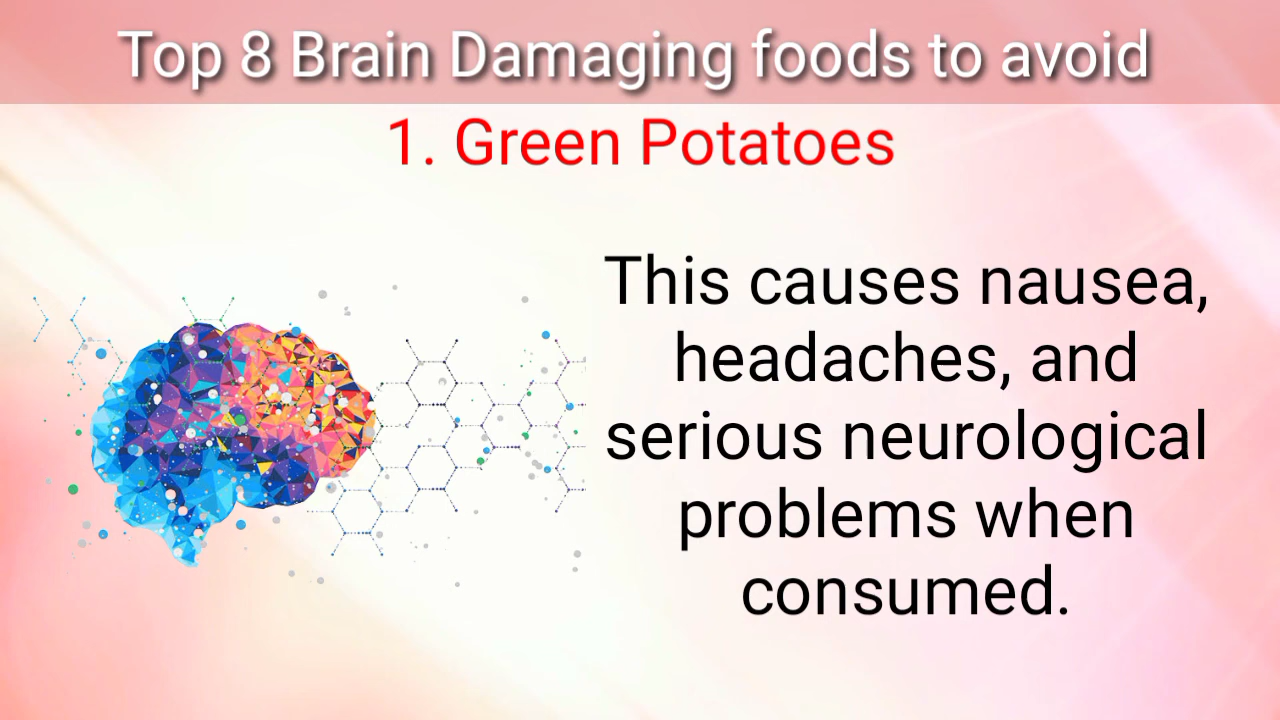 Top 8 Brain Damaging foods to avoid
1. Green Potatoes
This causes nausea,
headaches, and
serious neurological
problems when
consumed.